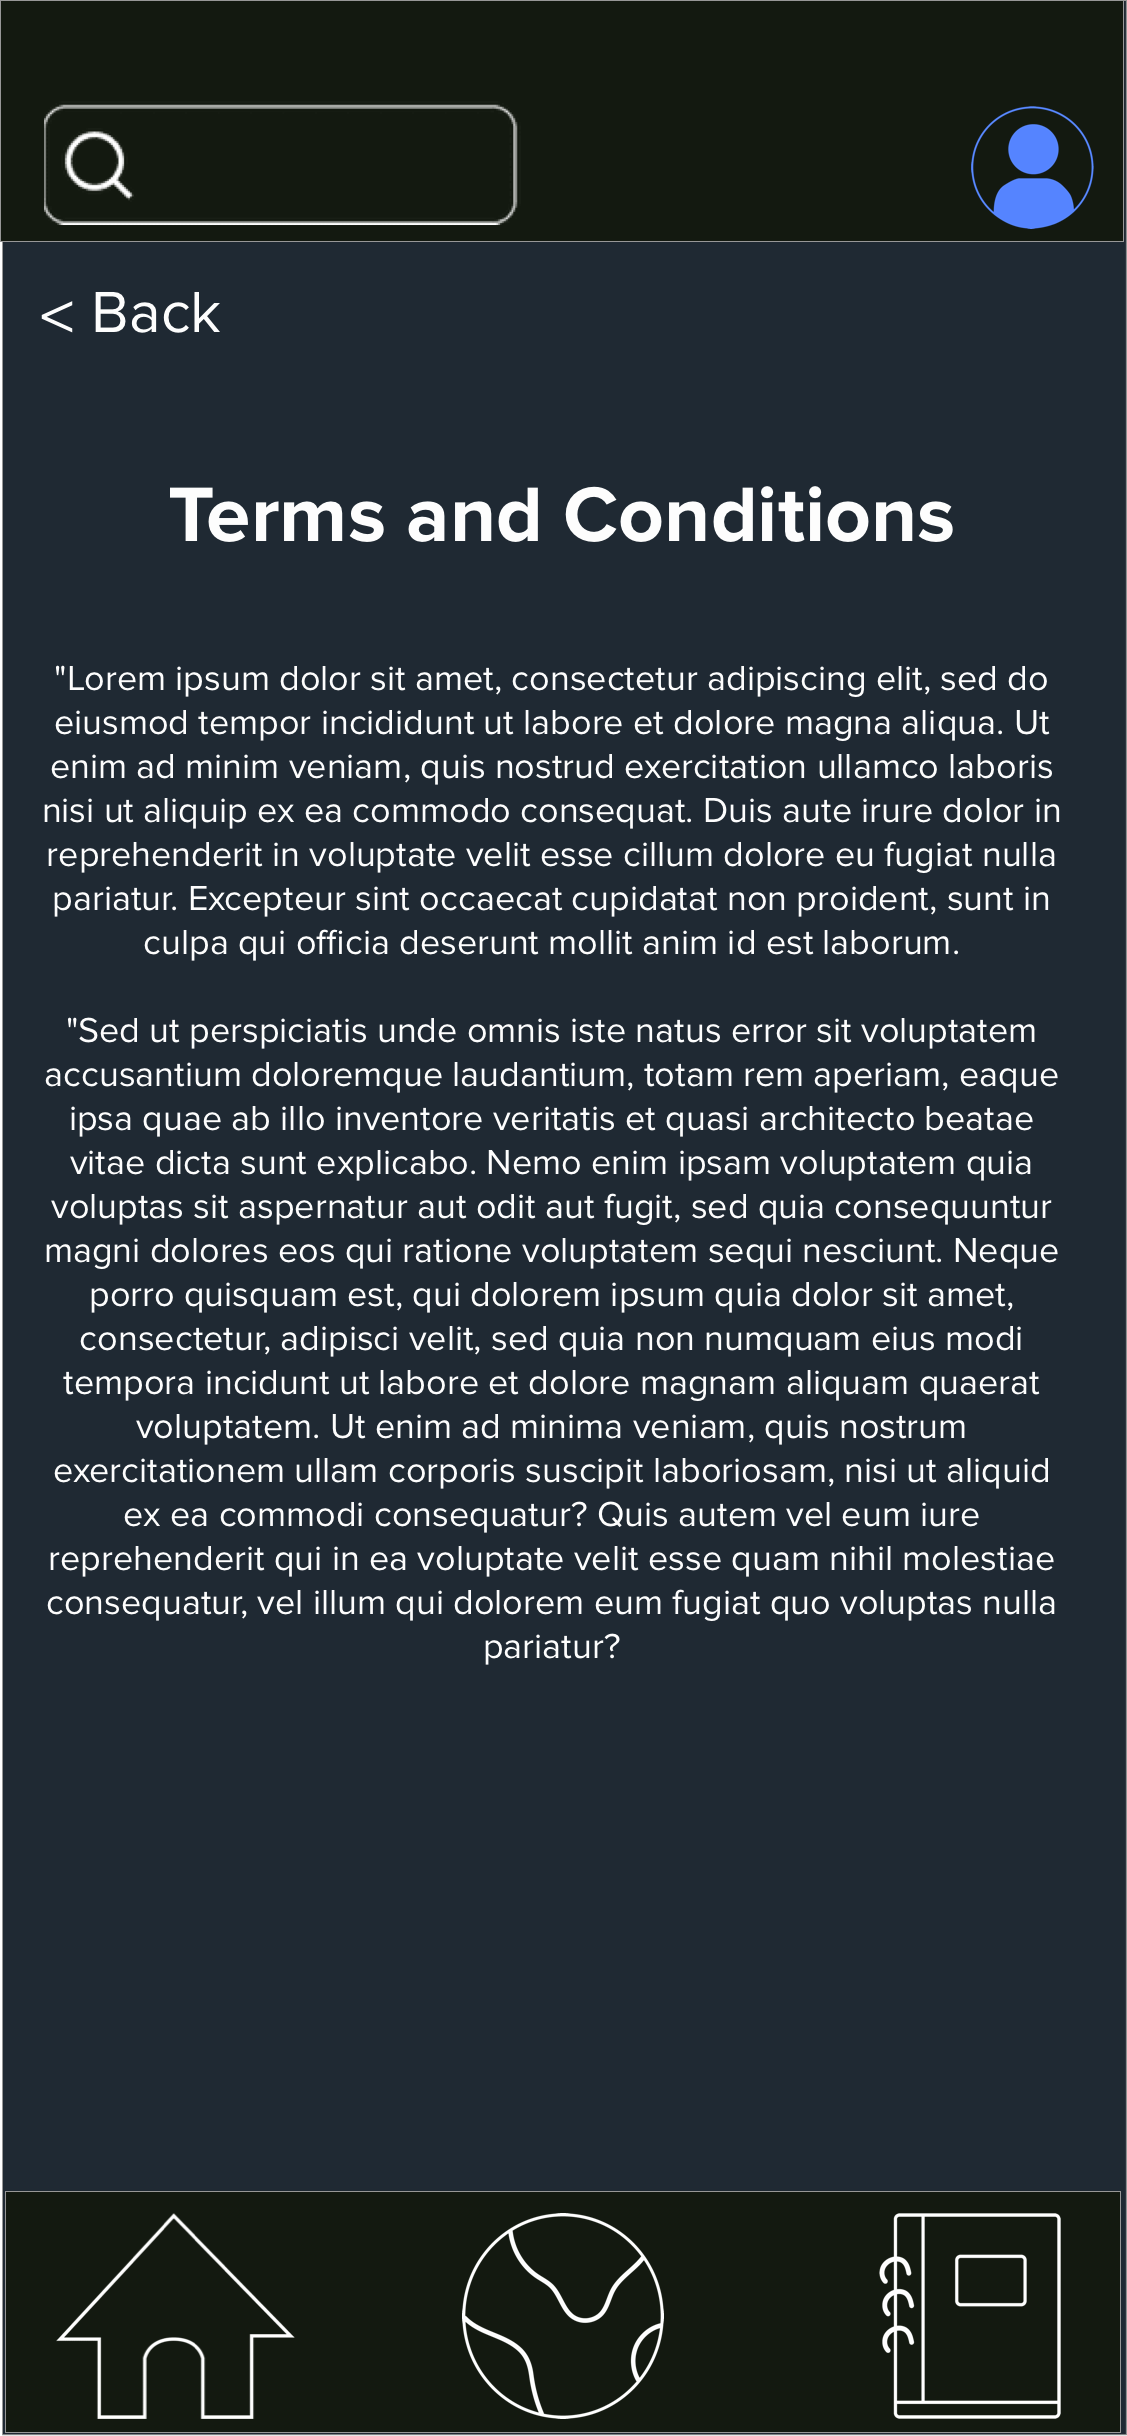 < Back
Terms and Conditions
"Lorem ipsum dolor sit amet, consectetur adipiscing elit, sed do
eiusmod tempor incididunt ut labore et dolore magna aliqua. Ut
enim ad minim veniam, quis nostrud exercitation ullamco laboris
nisi ut aliquip ex ea commodo consequat. Duis aute irure dolor in
reprehenderit in voluptate velit esse cillum dolore eu fugiat nulla
pariatur. Excepteur sint occaecat cupidatat non proident, sunt in
culpa qui officia deserunt mollit anim id est laborum.
"Sed ut perspiciatis unde omnis iste natus error sit voluptatem
accusantium doloremque laudantium, totam rem aperiam, eaque
ipsa quae ab illo inventore veritatis et quasi architecto beatae
vitae dicta sunt explicabo. Nemo enim ipsam voluptatem quia
voluptas sit aspernatur aut odit aut fugit, sed quia consequuntur
magni dolores eos qui ratione voluptatem sequi nesciunt. Neque
porro quisquam est, qui dolorem ipsum quia dolor sit amet,
consectetur, adipisci velit, sed quia non numquam eius modi
tempora incidunt ut labore et dolore magnam aliquam quaerat
voluptatem. Ut enim ad minima veniam, quis nostrum
exercitationem ullam corporis suscipit laboriosam, nisi ut aliquid
ex ea commodi consequatur? Quis autem vel eum iure
reprehenderit qui in ea voluptate velit esse quam nihil molestiae
consequatur, vel illum qui dolorem eum fugiat quo voluptas nulla
pariatur?